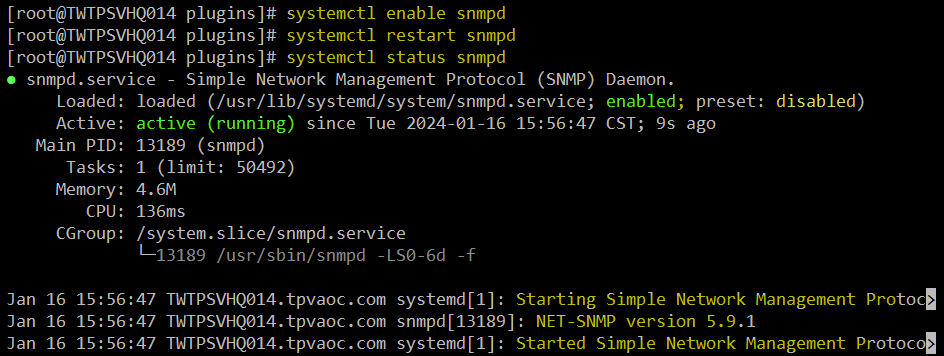 [root@TWTPSVHQ014 plugins]# systemctl enable snmpd
[root@TWTPSVHQ014 plugins]# systemctl restart snmpd
[root@TWTPSVHQ014 plugins]# systemctl status snmpd
● snmpd.service - Simple Network Management Protocol (SNMP) Daemon.
     Loaded: loaded (/usr/lib/systemd/system/snmpd.service; enabled; preset: disabled)
     Active: active (running) since Tue 2024-01-16 15:56:47 CST; 9s ago
   Main PID: 13189 (snmpd)
      Tasks: 1 (limit: 50492)
     Memory: 4.6M
        CPU: 136ms
     CGroup: /system.slice/snmpd.service
             └─13189 /usr/sbin/snmpd -LS0-6d -f
Jan 16 15:56:47 TWTPSVHQ014.tpvaoc.com systemd[1]: Starting Simple Network Management Protoc>
Jan 16 15:56:47 TWTPSVHQ014.tpvaoc.com snmpd[13189]: NET-SNMP version 5.9.1
Jan 16 15:56:47 TWTPSVHQ014.tpvaoc.com systemd[1]: Started Simple Network Management Protoco>